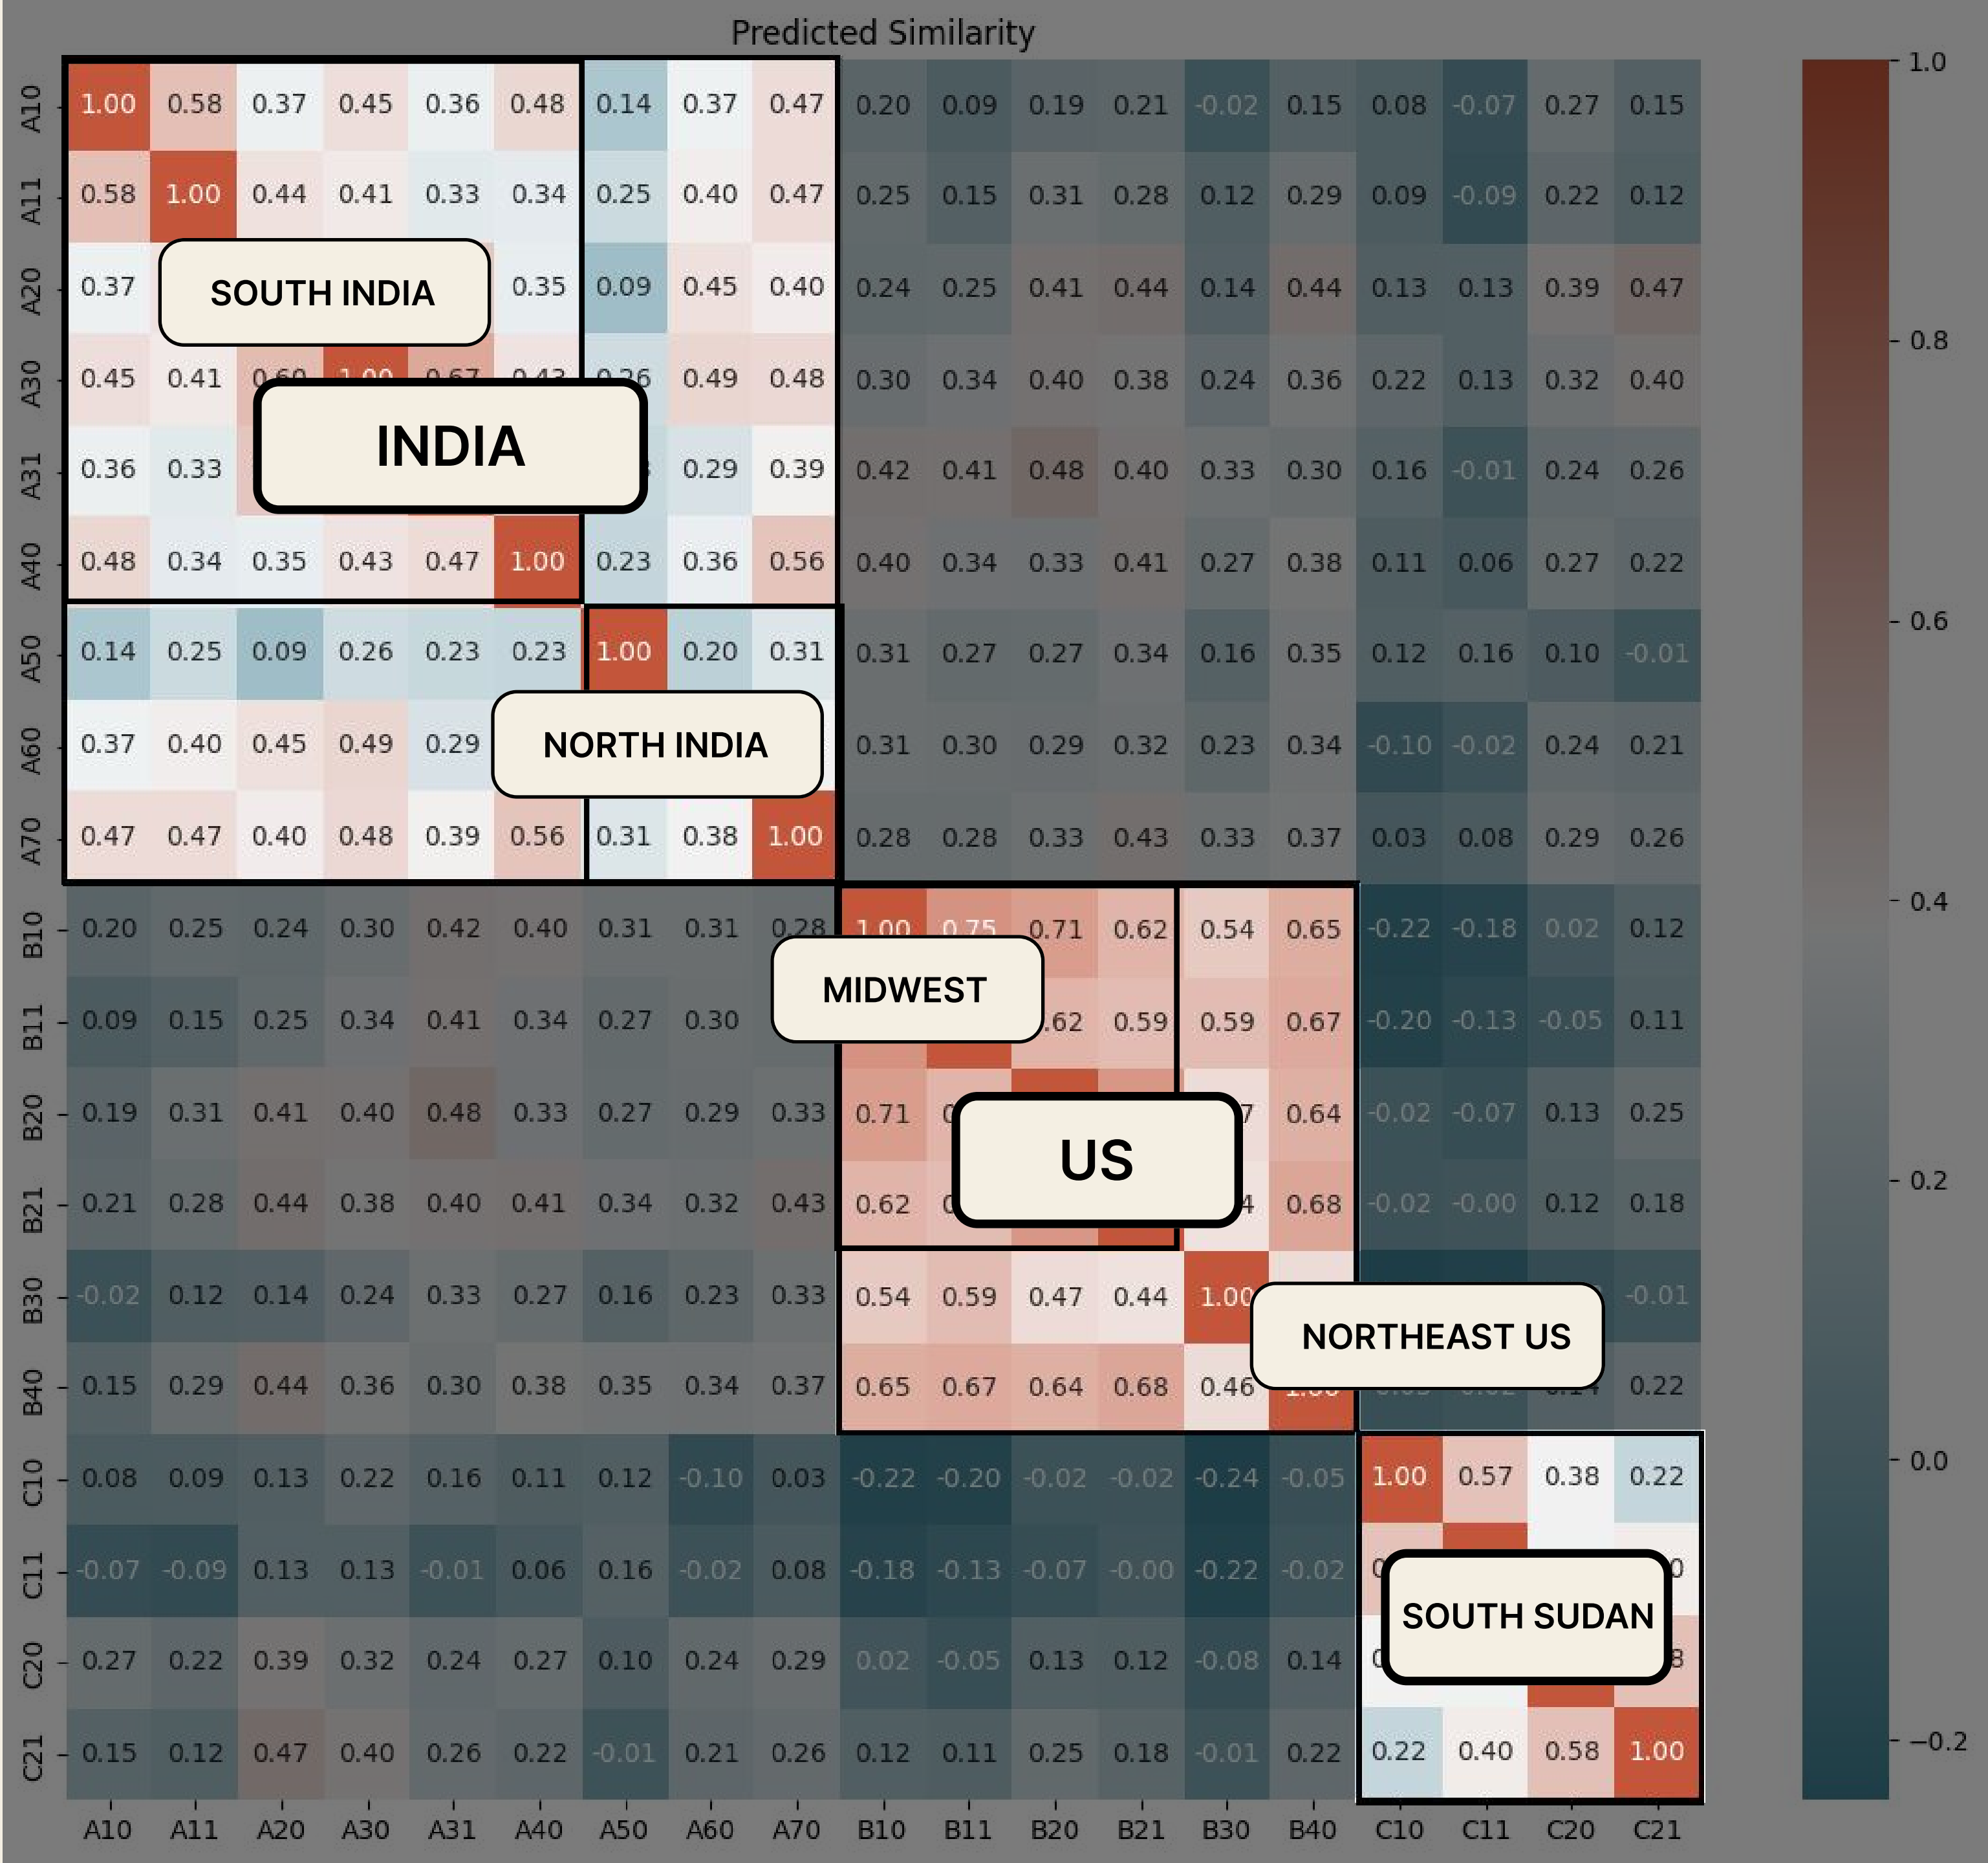 Predicted Similarity
A10 1.00 0.58 0.37 0.45 0.36 0.48 0.14 0.37 0.47 0.20 0.09 0.19 0.21 -0.02 0.15 0.08 -0.07 0.27 0.15
A11 0.58 1.00 0.44 0.41 0.33 0.34 0.25 0.40 0.47 0.25 0.15 0.31 0.28 0.12 0.29 0.09 -0.09 0.22 0.12
A20 0.37 0.35 0.09 0.45 0.40 0.24 0.25 0.41 0.44 0.14 0.44 0.13 0.13 0.39 0.47
SOUTH INDIA
A30 0.45 0.41 0.60 1.00 0.67 0.43 0.26 0.49 0.48 0.30 0.34 0.40 0.38 0.24 0.36 0.22 0.13 0.32 0.40
INDIA
A31 0.36 0.33 0.29 0.39 0.42 0.41 0.48 0.40 0.33 0.30 0.16 -0.01 0.24 0.26
A40 0.48 0.34 0.35 0.43 0.47 1.00 0.23 0.36 0.56 0.40 0.34 0.33 0.41 0.27 0.38 0.11 0.06 0.27 0.22
A50 0.14 0.25 0.09 0.26 0.23 0.23 1.00 0.20 0.31 0.31 0.27 0.27 0.34 0.16 0.35 0.12 0.16 0.10 -0.01
A60 0.37 0.40 0.45 0.49 0.29 0.31 0.30 0.29 0.32 0.23 0.34 -0.10 -0.02 0.24 0.21
NORTH INDIA
A70 0.47 0.47 0.40 0.48 0.39 0.56 0.31 0.38 1.00 0.28 0.28 0.33 0.43 0.33 0.37 0.03 0.08 0.29 0.26
B10 0.20 0.25 0.24 0.30 0.42 0.40 0.31 0.31 0.28 1.00 0.75 0.71 0.62 0.54 0.65 -0.22 -0.18 0.02 0.12
MIDWEST
B11 0.09 0.15 0.25 0.34 0.41 0.34 0.27 0.30 .62 0.59 0.59 0.67 -0.20 -0.13 -0.05 0.11
B20 0.19 0.31 0.41 0.40 0.48 0.33 0.27 0.29 0.33 0.71 0.64 -0.02 -0.07 0.13 0.25
US
B21 0.21 0.28 0.44 0.38 0.40 0.41 0.34 0.32 0.43 0.62 0.68 -0.02 -0.00 0.12 0.18
B30 -0.02 0.12 0.14 0.24 0.33 0.27 0.16 0.23 0.33 0.54 0.59 0.47 0.44 1.00 -0.01
NORTHEAST US
B40 0.15 0.29 0.44 0.36 0.30 0.38 0.35 0.34 0.37 0.65 0.67 0.64 0.68 0.46 1.00 0.22
C10 0.08 0.09 0.13 0.22 0.16 0.11 0.12 -0.10 0.03 -0.22 -0.20 -0.02 -0.02 -0.24 -0.05 1.00 0.57 0.38 0.22
C11 -0.07 -0.09 0.13 0.13 -0.01 0.06 0.16 -0.02 0.08 -0.18 -0.13 -0.07 -0.00 -0.22 -0.02
SOUTH SUDAN
C20 0.27 0.22 0.39 0.32 0.24 0.27 0.10 0.24 0.29 0.02 -0.05 0.13 0.12 -0.08 0.14
C21 0.15 0.12 0.47 0.40 0.26 0.22 -0.01 0.21 0.26 0.12 0.11 0.25 0.18 -0.01 0.22 0.22 0.40 0.58 1.00
A10 A11 A20 A30 A31 A40 A50 A60 A70 B10 B11 B20 B21 B30 B40 C10 C11 C20 C21
1.0
0.8
0.6
0.4
0.2
0.0
−0.2